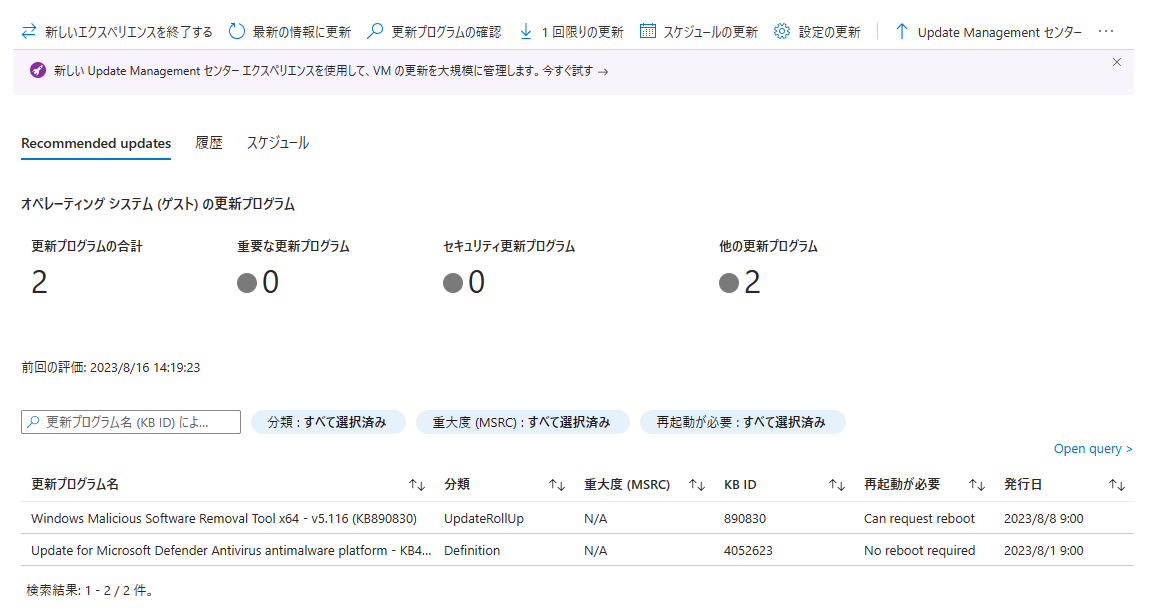 新しいエクスペリエンスを終了する 最新の情報に更新 更新プログラムの確認 1 回限りの更新 スケジュールの更新 設定の更新 Update Management センター ...
新しい Update Management センター エクスペリエンスを使用して、VM の更新を大規模に管理します。今すぐ試す →
Recommended updates 履歴 スケジュール
オペレーティング システム (ゲスト) の更新プログラム
更新プログラムの合計 重要な更新プログラム セキュリティ更新プログラム 他の更新プログラム
2 0 0 2
前回の評価: 2023/8/16 14:19:23
更新プログラム名 (KB ID) によ... 分類 : すべて選択済み 重大度 (MSRC) : すべて選択済み 再起動が必要 : すべて選択済み
Open query >
更新プログラム名 ↑↓ 分類 ↑↓ 重大度 (MSRC) ↑↓ KB ID ↑↓ 再起動が必要 ↑↓ 発行日 ↑↓
Windows Malicious Software Removal Tool x64 - v5.116 (KB890830) UpdateRollUp N/A 890830 Can request reboot 2023/8/8 9:00
Update for Microsoft Defender Antivirus antimalware platform - KB4... Definition N/A 4052623 No reboot required 2023/8/1 9:00
検索結果: 1 - 2 / 2 件。